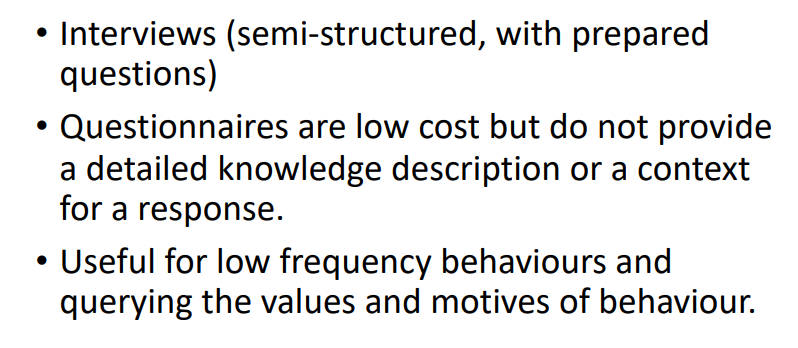 • Interviews (semi-structured, with prepared
questions)
• Questionnaires are low cost but do not provide
a detailed knowledge description or a context
for a response.
• Useful for low frequency behaviours and
querying the values and motives of behaviour.